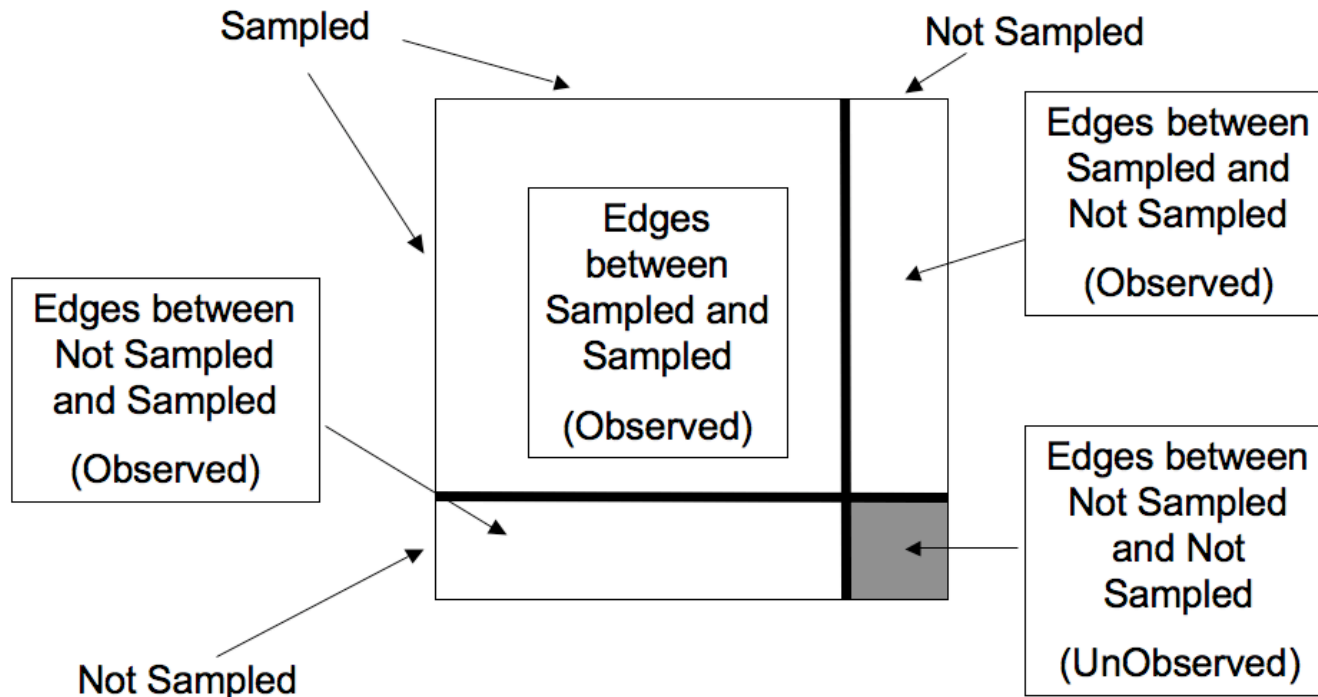 Sampled
Not Sampled
Edges between
Sampled and
Not Sampled
(Observed)
Edges
between
Sampled and
Sampled
(Observed)
Edges between
Not Sampled
and Sampled
(Observed)
Edges between
Not Sampled
and Not
Sampled
(UnObserved)
Not Sampled